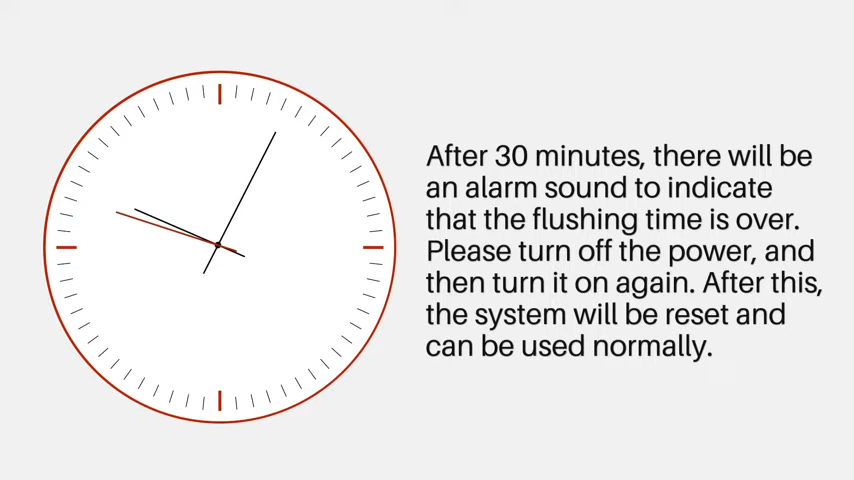 After 30 minutes, there will be
an alarm sound to indicate
that the flushing time is over.
Please turn off the power, and
then turn it on again. After this,
the system will be reset and
can be used normally.